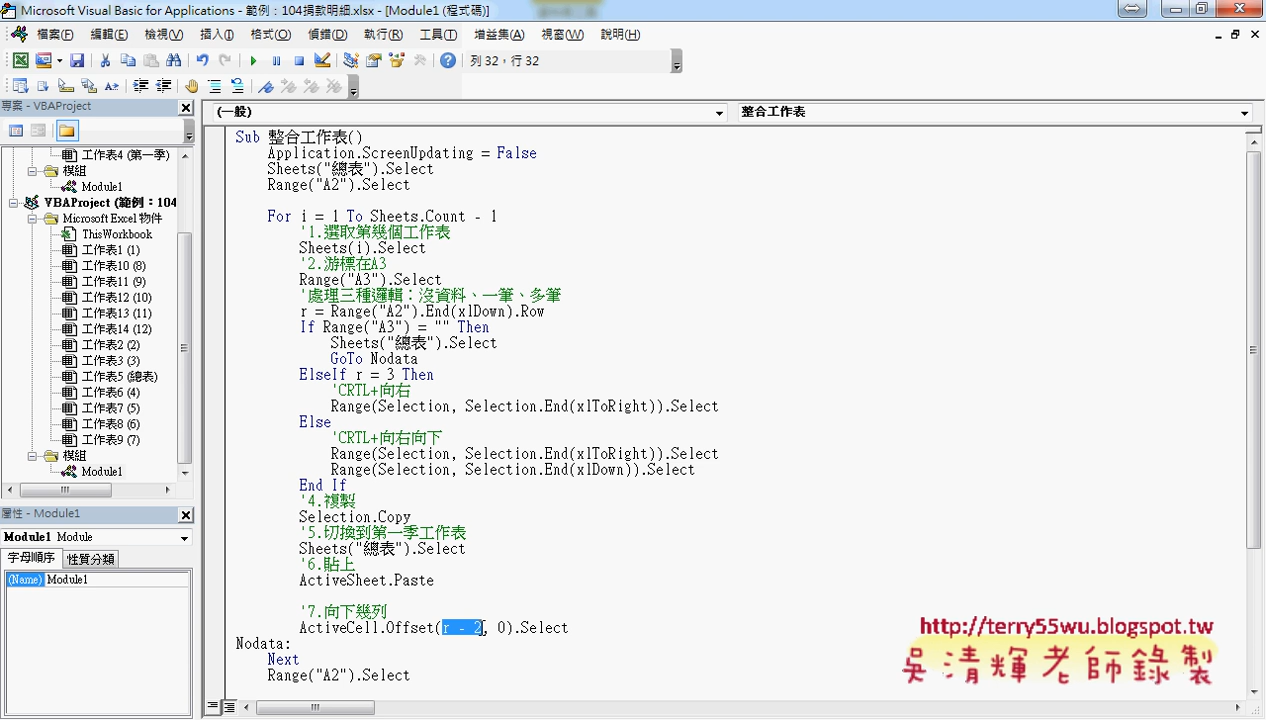 Microsoft Visual Basic for Applications - 範例：104捐款明細.xlsx - [Module1 (程式碼)]
檔案(F) 編輯(E) 檢視(V) 插入(I) 格式(O) 偵錯(D) 執行(R) 工具(T) 增益集(A) 視窗(W) 說明(H)
列 32，行 32
專案 - VBAProject
(一般) 整合工作表
工作表4 (第一季)
模組
Module1
VBAProject (範例：104
Microsoft Excel 物件
ThisWorkbook
工作表1 (1)
工作表10 (8)
工作表11 (9)
工作表12 (10)
工作表13 (11)
工作表14 (12)
工作表2 (2)
工作表3 (3)
工作表5 (總表)
工作表6 (4)
工作表7 (5)
工作表8 (6)
工作表9 (7)
模組
Module1
屬性 - Module1
Module1 Module
字母順序 性質分類
(Name) Module1
Sub 整合工作表()
Application.ScreenUpdating = False
Sheets("總表").Select
Range("A2").Select
For i = 1 To Sheets.Count - 1
'1.選取第幾個工作表
Sheets(i).Select
'2.游標在A3
Range("A3").Select
'處理三種邏輯：沒資料、一筆、多筆
r = Range("A2").End(xlDown).Row
If Range("A3") = "" Then
Sheets("總表").Select
GoTo Nodata
ElseIf r = 3 Then
'CRTL+向右
Range(Selection, Selection.End(xlToRight)).Select
Else
'CRTL+向右向下
Range(Selection, Selection.End(xlToRight)).Select
Range(Selection, Selection.End(xlDown)).Select
End If
'4.複製
Selection.Copy
'5.切換到第一季工作表
Sheets("總表").Select
'6.貼上
ActiveSheet.Paste
'7.向下幾列
ActiveCell.Offset(r - 2, 0).Select
Nodata:
Next
Range("A2").Select
http://terry55wu.blogspot.tw
吳清輝老師錄製